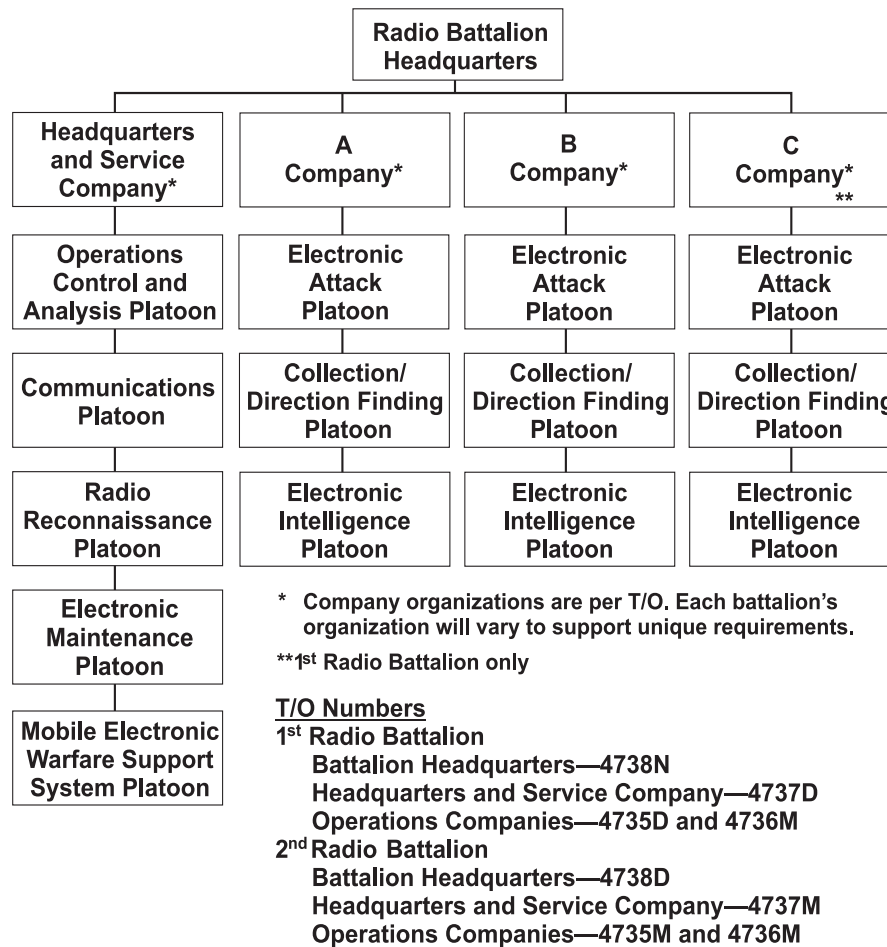 Radio Battalion
Headquarters
Headquarters
and Service
Company*
A
Company*
B
Company*
C
Company*
**
Operations
Control and
Analysis Platoon
Electronic
Attack
Platoon
Electronic
Attack
Platoon
Electronic
Attack
Platoon
Communications
Platoon
Collection/
Direction Finding
Platoon
Collection/
Direction Finding
Platoon
Collection/
Direction Finding
Platoon
Radio
Reconnaissance
Platoon
Electronic
Intelligence
Platoon
Electronic
Intelligence
Platoon
Electronic
Intelligence
Platoon
Electronic
Maintenance
Platoon
Mobile Electronic
Warfare Support
System Platoon
* Company organizations are per T/O. Each battalion's
organization will vary to support unique requirements.
**1st Radio Battalion only
T/O Numbers
1st Radio Battalion
Battalion Headquarters—4738N
Headquarters and Service Company—4737D
Operations Companies—4735D and 4736M
2nd Radio Battalion
Battalion Headquarters—4738D
Headquarters and Service Company—4737M
Operations Companies—4735M and 4736M